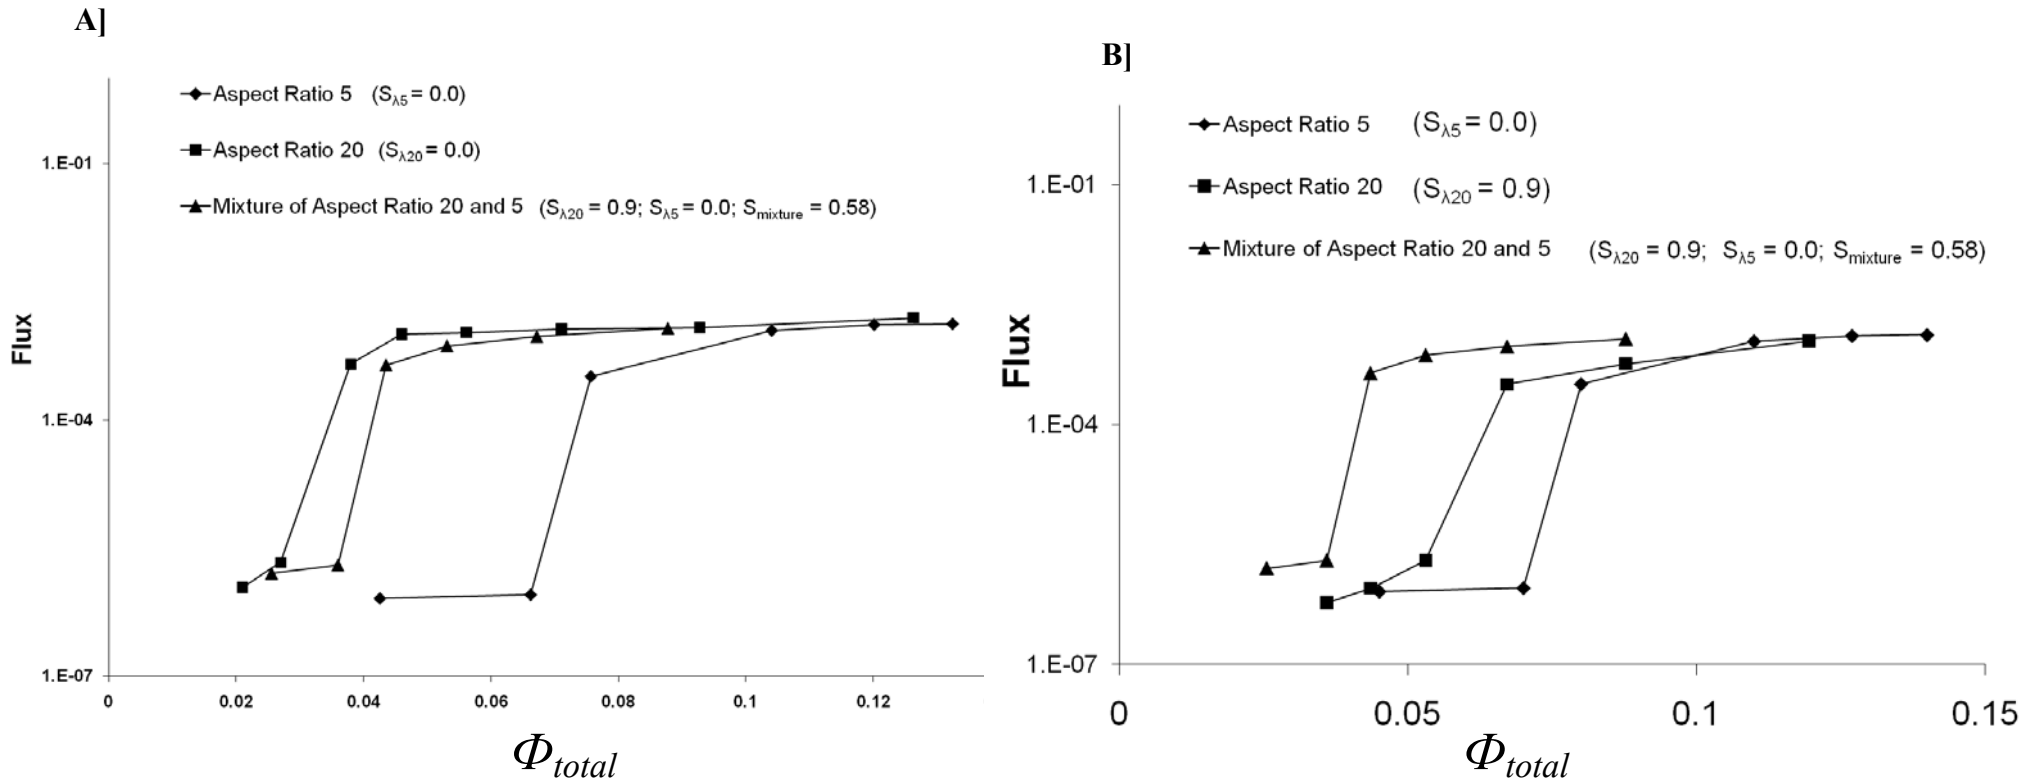 A]
Aspect Ratio 5 (Sλ5 = 0.0)
Aspect Ratio 20 (Sλ20 = 0.0)
Mixture of Aspect Ratio 20 and 5 (Sλ20 = 0.9; Sλ5 = 0.0; Smixture = 0.58)
1.E-01
1.E-04
1.E-07
Flux
0 0.02 0.04 0.06 0.08 0.1 0.12
Φtotal
B]
Aspect Ratio 5 (Sλ5 = 0.0)
Aspect Ratio 20 (Sλ20 = 0.9)
Mixture of Aspect Ratio 20 and 5 (Sλ20 = 0.9; Sλ5 = 0.0; Smixture = 0.58)
1.E-01
1.E-04
1.E-07
Flux
0 0.05 0.1 0.15
Φtotal